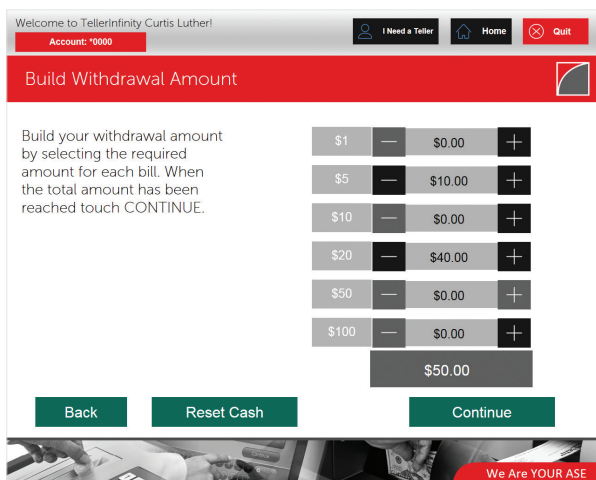 Welcome to TellerInfinity Curtis Luther!
Account: *0000
I Need a Teller
Home
Quit
Build Withdrawal Amount
Build your withdrawal amount
by selecting the required
amount for each bill. When
the total amount has been
reached touch CONTINUE.
$1 — $0.00 +
$5 — $10.00 +
$10 — $0.00 +
$20 — $40.00 +
$50 — $0.00 +
$100 — $0.00 +
$50.00
Back
Reset Cash
Continue
We Are YOUR ASE